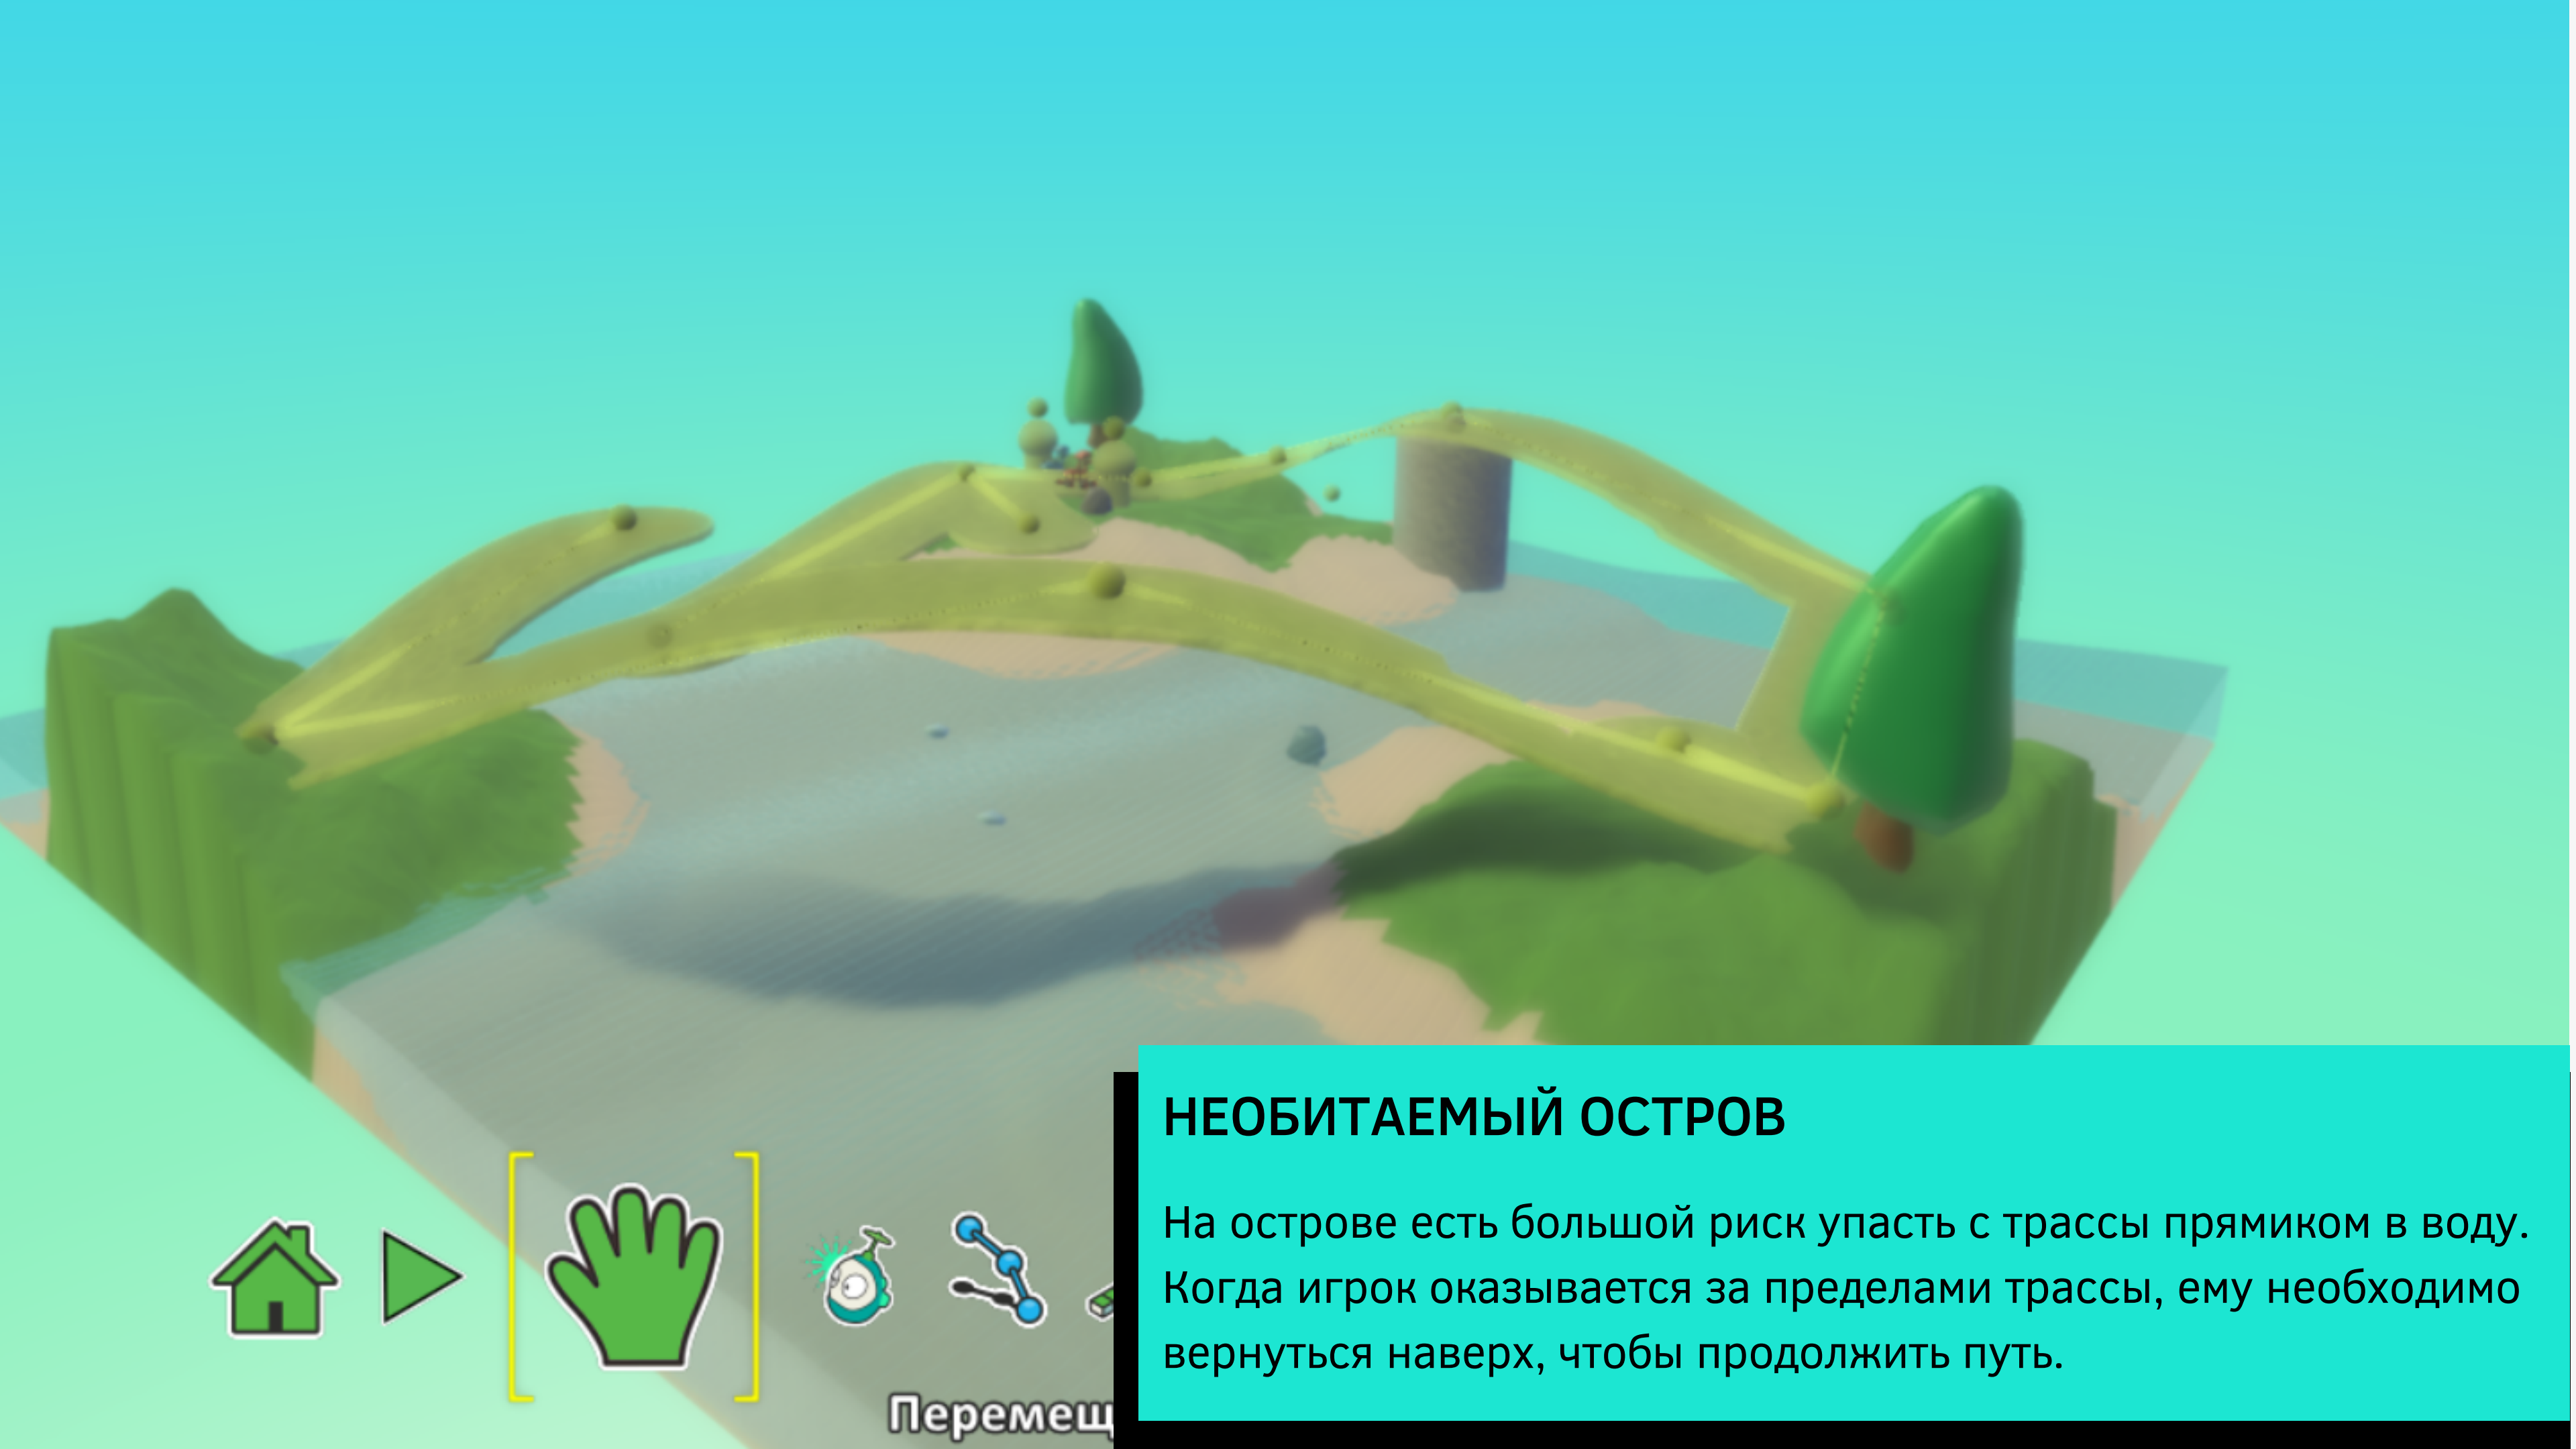 НЕОБИТАЕМЫЙ ОСТРОВ
На острове есть большой риск упасть с трассы прямиком в воду.
Когда игрок оказывается за пределами трассы, ему необходимо
вернуться наверх, чтобы продолжить путь.
Перемещ